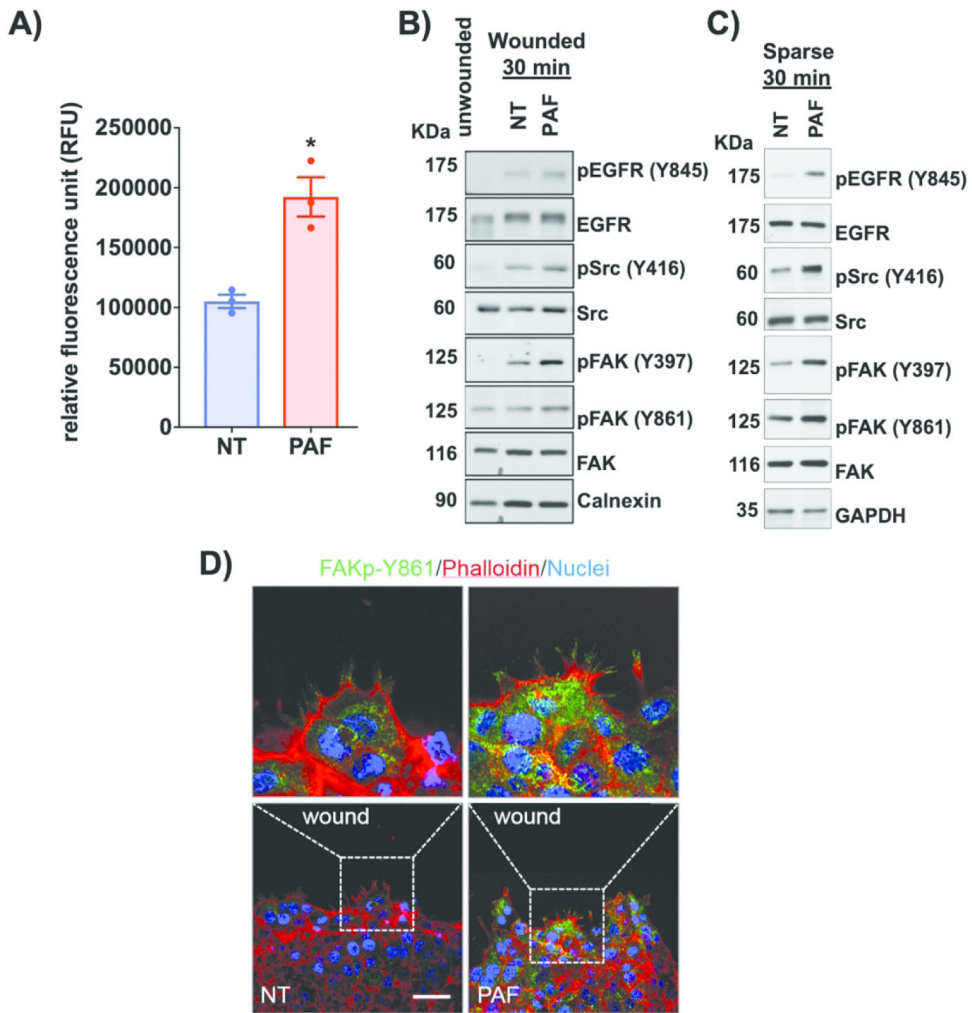 A)
relative fluorescence unit (RFU)
250000
200000
150000
100000
50000
0
*
NT
PAF
B)
unwounded
Wounded
30 min
NT
PAF
KDa
175
pEGFR (Y845)
175
EGFR
60
pSrc (Y416)
60
Src
125
pFAK (Y397)
125
pFAK (Y861)
116
FAK
90
Calnexin
C)
Sparse
30 min
NT
PAF
KDa
175
pEGFR (Y845)
175
EGFR
60
pSrc (Y416)
60
Src
125
pFAK (Y397)
125
pFAK (Y861)
116
FAK
35
GAPDH
D)
FAKp-Y861/Phalloidin/Nuclei
wound
wound
NT
PAF